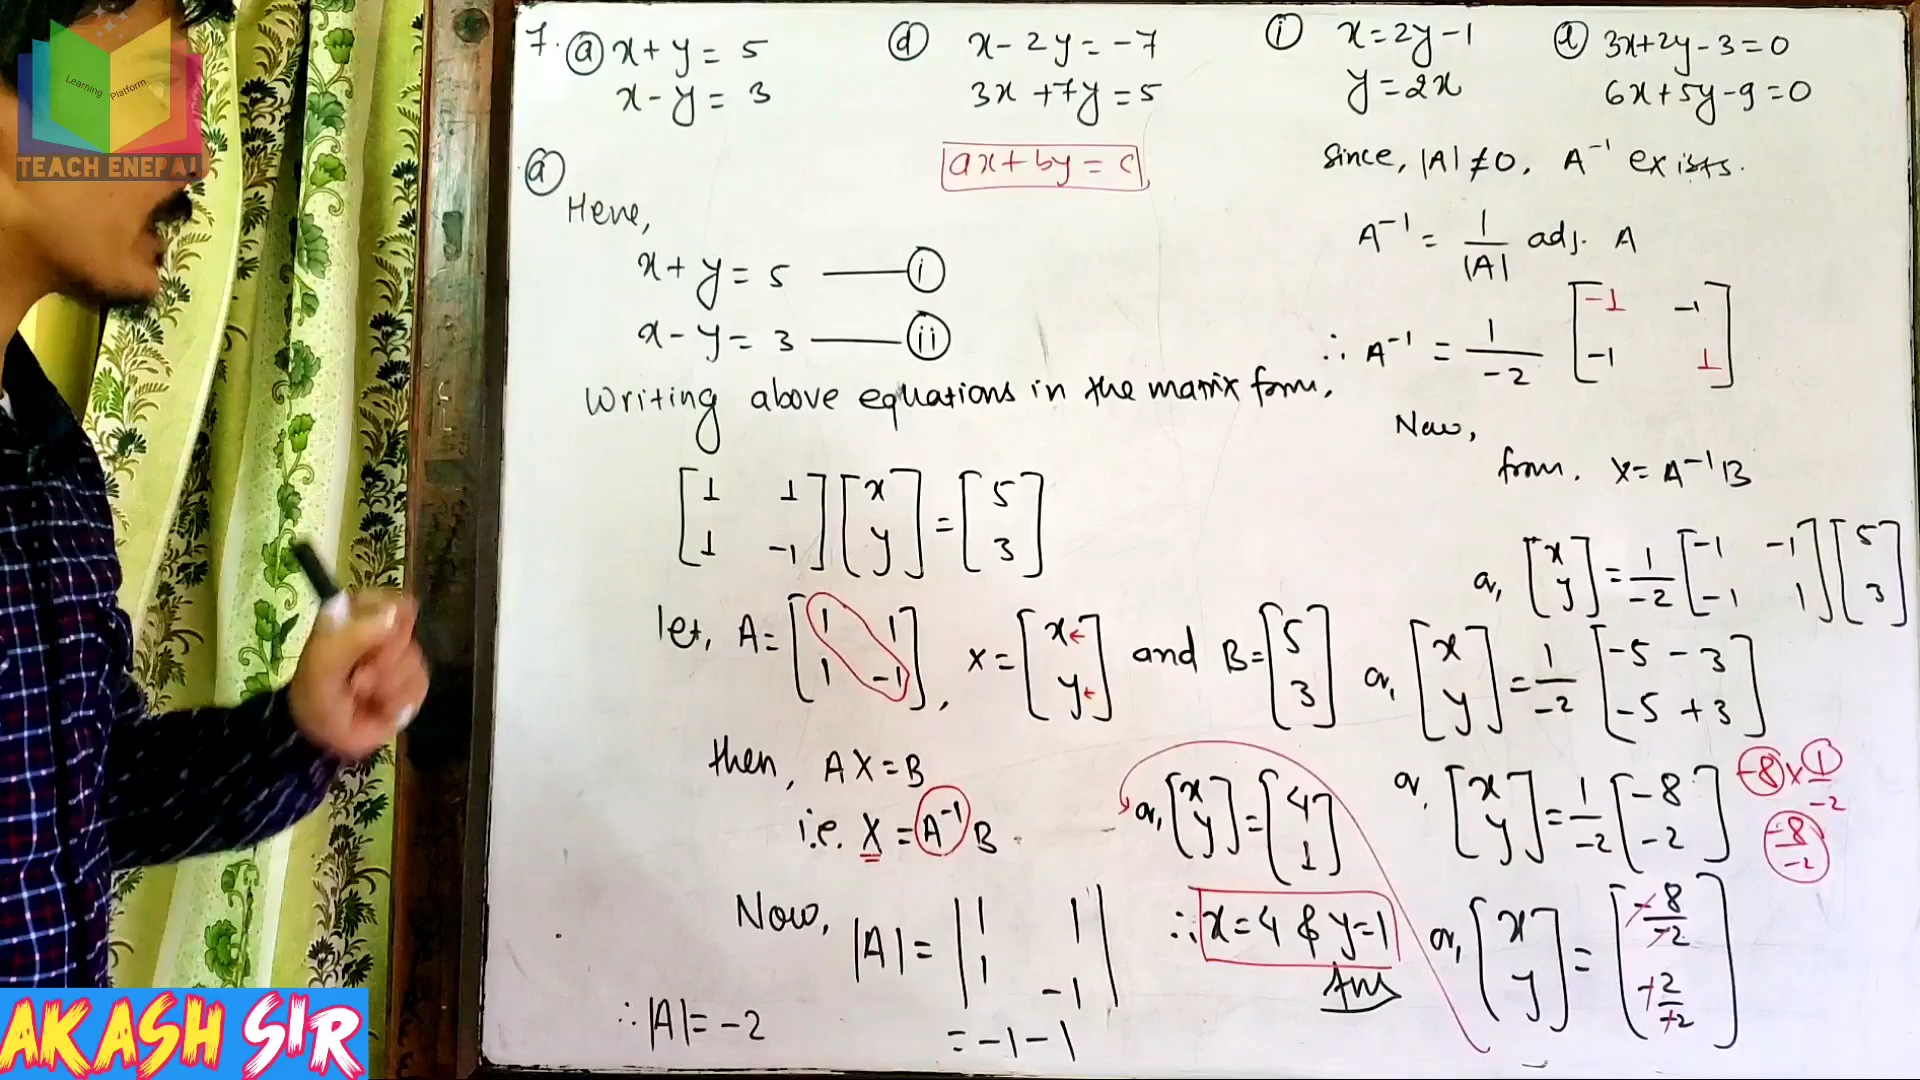 Learning Platform
TEACH ENEPAL
AKASH SIR
7. (a) x + y = 5
x - y = 3
(d) x - 2y = -7
3x + 7y = 5
(i) x = 2y - 1
y = 2x
(l) 3x + 2y - 3 = 0
6x + 5y - 9 = 0
ax + by = c
(a)
Here,
x + y = 5 —— (i)
x - y = 3 —— (ii)
Writing above equations in the matrix form,
[1 1; 1 -1] [x; y] = [5; 3]
let, A = [1 1; 1 -1], X = [x; y] and B = [5; 3]
then, AX = B
i.e. X = A⁻¹ B
Now, |A| = |1 1; 1 -1|
= -1 - 1
∴ |A| = -2
Since, |A| ≠ 0, A⁻¹ exists.
A⁻¹ = 1/|A| adj. A
∴ A⁻¹ = 1/-2 [-1 -1; -1 1]
Now,
from. X = A⁻¹B
or, [x; y] = 1/-2 [-1 -1; -1 1] [5; 3]
or, [x; y] = 1/-2 [-5 - 3; -5 + 3]
or, [x; y] = 1/-2 [-8; -2]
-8 × 1/-2
-8/-2
or, [x; y] = [-8/-2; -2/-2]
or, [x; y] = [4; 1]
∴ x = 4 & y = 1
Ans